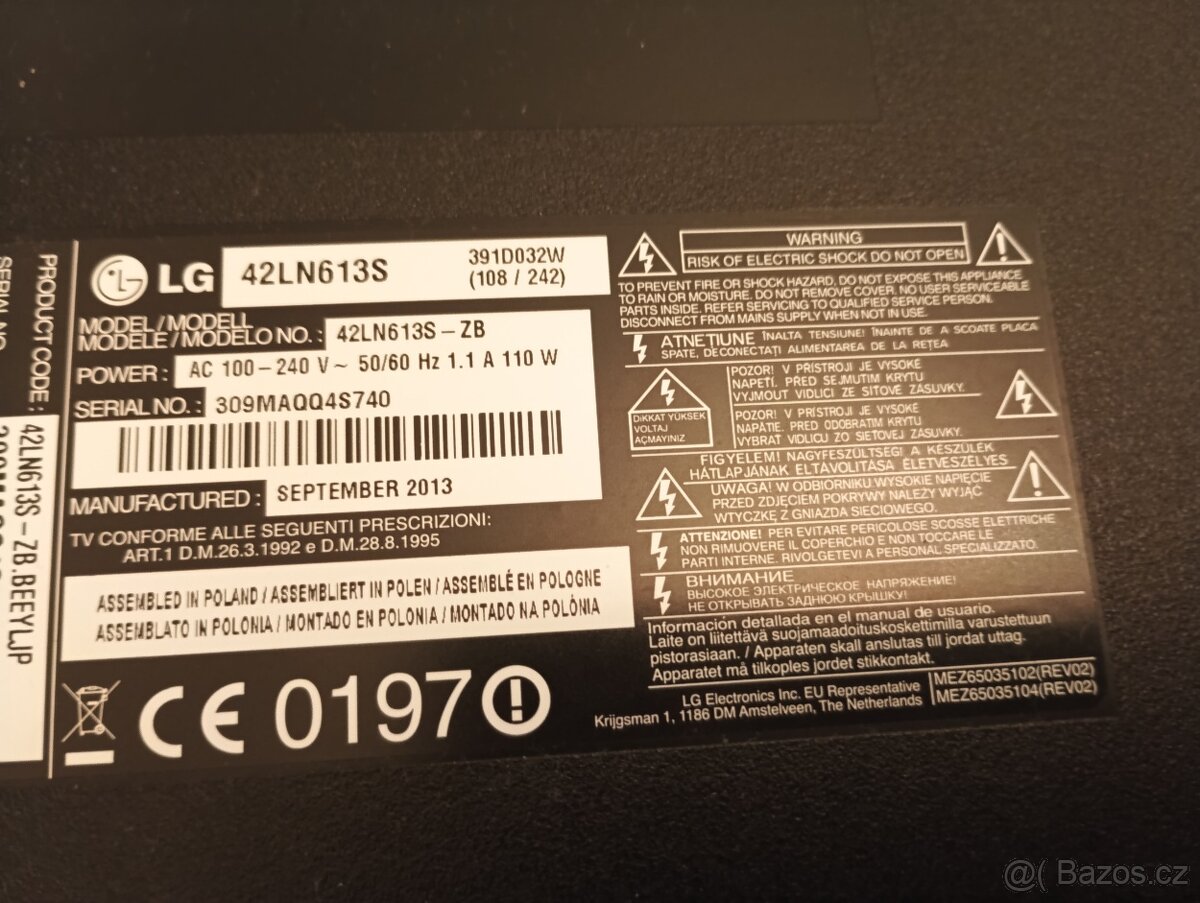 PRODUCT CODE :
42LN613S-ZB.BEEYLJP
SERIAL NO.
LG
42LN613S
391D032W
(108 / 242)
MODEL/MODELL
MODELE/MODELO NO. :
42LN613S-ZB
POWER :
AC 100-240 V~ 50/60 Hz 1.1 A 110 W
SERIAL NO. :
309MAQQ4S740
MANUFACTURED :
SEPTEMBER 2013
TV CONFORME ALLE SEGUENTI PRESCRIZIONI:
ART.1 D.M.26.3.1992 e D.M.28.8.1995
ASSEMBLED IN POLAND / ASSEMBLIERT IN POLEN / ASSEMBLÉ EN POLOGNE
ASSEMBLATO IN POLONIA / MONTADO EN POLONIA / MONTADO NA POLÓNIA
CE 0197
WARNING
RISK OF ELECTRIC SHOCK DO NOT OPEN
TO PREVENT FIRE OR SHOCK HAZARD, DO NOT EXPOSE THIS APPLIANCE
TO RAIN OR MOISTURE. DO NOT REMOVE COVER. NO USER SERVICEABLE
PARTS INSIDE. REFER SERVICING TO QUALIFIED SERVICE PERSON.
DISCONNECT FROM MAINS SUPPLY WHEN NOT IN USE.
ATNEŢIUNE ÎNALTA TENSIUNE! ÎNAINTE DE A SCOATE PLACA
SPATE, DECONECTAŢI ALIMENTAREA DE LA REŢEA
DİKKAT YÜKSEK
VOLTAJ
AÇMAYINIZ
POZOR! V PŘÍSTROJI JE VYSOKÉ
NAPĚTÍ. PŘED SEJMUTIM KRYTU
VYJMOUT VIDLICI ZE SÍTOVÉ ZÁSUVKY.
POZOR! V PRÍSTROJI JE VYSOKÉ
NAPÄTIE. PRED ODOBRATIM KRYTU
VYBRAT VIDLICU ZO SIEŤOVEJ ZÁSUVKY.
FIGYELEM! NAGYFESZÜLTSÉG! A KÉSZÜLÉK
HÁTLAPJÁNAK ELTÁVOLITÁSA ÉLETVESZÉLYES
UWAGA! W ODBIORNIKU WYSOKIE NAPIĘCIE
PRZED ZDJĘCIEM POKRYWY NALEŻY WYJĄĆ
WTYCZKĘ Z GNIAZDA SIECIOWEGO.
ATTENZIONE! PER EVITARE PERICOLOSE SCOSSE ELETTRICHE
NON RIMUOVERE IL COPERCHIO E NON TOCCARE LE
PARTI INTERNE. RIVOLGETEVI A PERSONAL SPECIALIZZATO.
ВНИМАНИЕ
ВЫСОКОЕ ЭЛЕКТРИЧЕСКОЕ НАПРЯЖЕНИЕ!
НЕ ОТКРЫВАТЬ ЗАДНЮЮ КРЫШКУ!
Información detallada en el manual de usuario.
Laite on liitettävä suojamaadoituskoskettimilla varustettuun
pistorasiaan. / Apparaten skall anslutas till jordat uttag.
Apparatet må tilkoples jordet stikkontakt.
LG Electronics Inc. EU Representative
Krijgsman 1, 1186 DM Amstelveen, The Netherlands
MEZ65035102(REV02)
MEZ65035104(REV02)
@( Bazos.cz